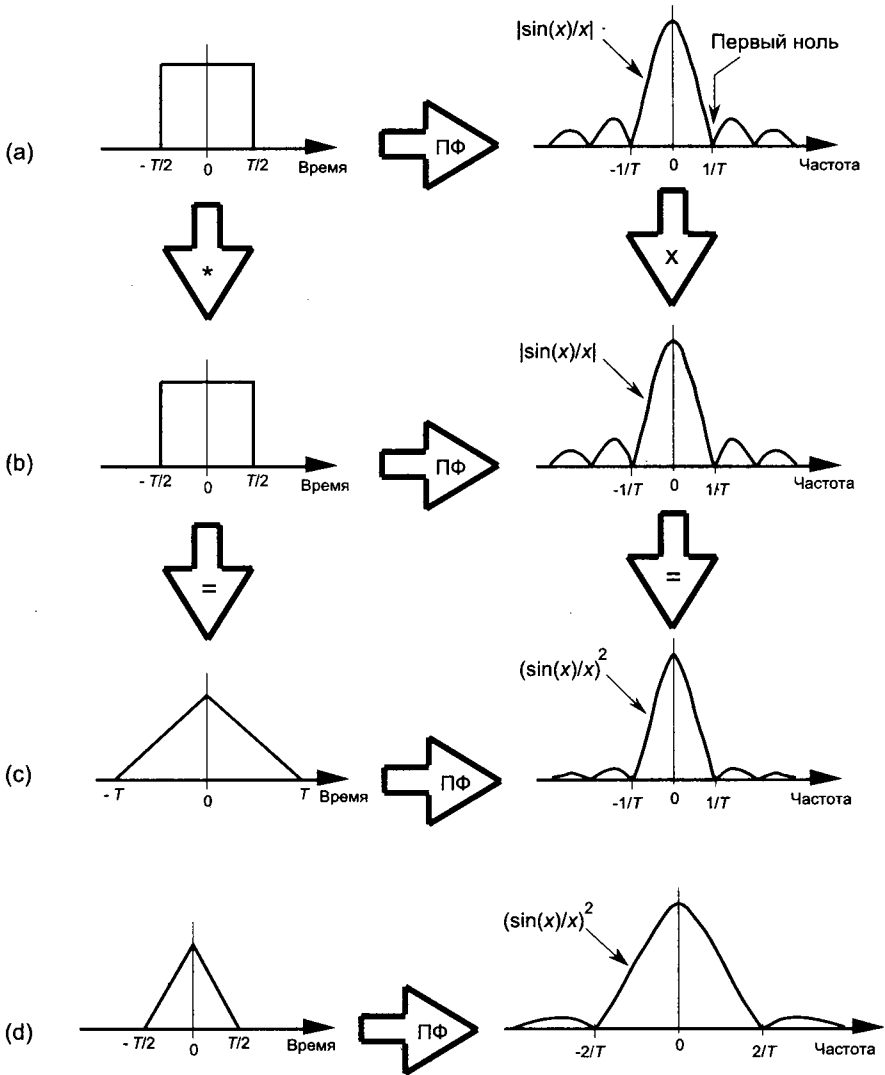 |sin(x)/x|
Первый ноль
(a)
- T/2
0
T/2
Время
ПФ
-1/T
0
1/T
Частота
*
x
|sin(x)/x|
(b)
- T/2
0
T/2
Время
ПФ
-1/T
0
1/T
Частота
=
=
(sin(x)/x)²
(c)
- T
0
T
Время
ПФ
-1/T
0
1/T
Частота
(sin(x)/x)²
(d)
- T/2
0
T/2
Время
ПФ
-2/T
0
2/T
Частота